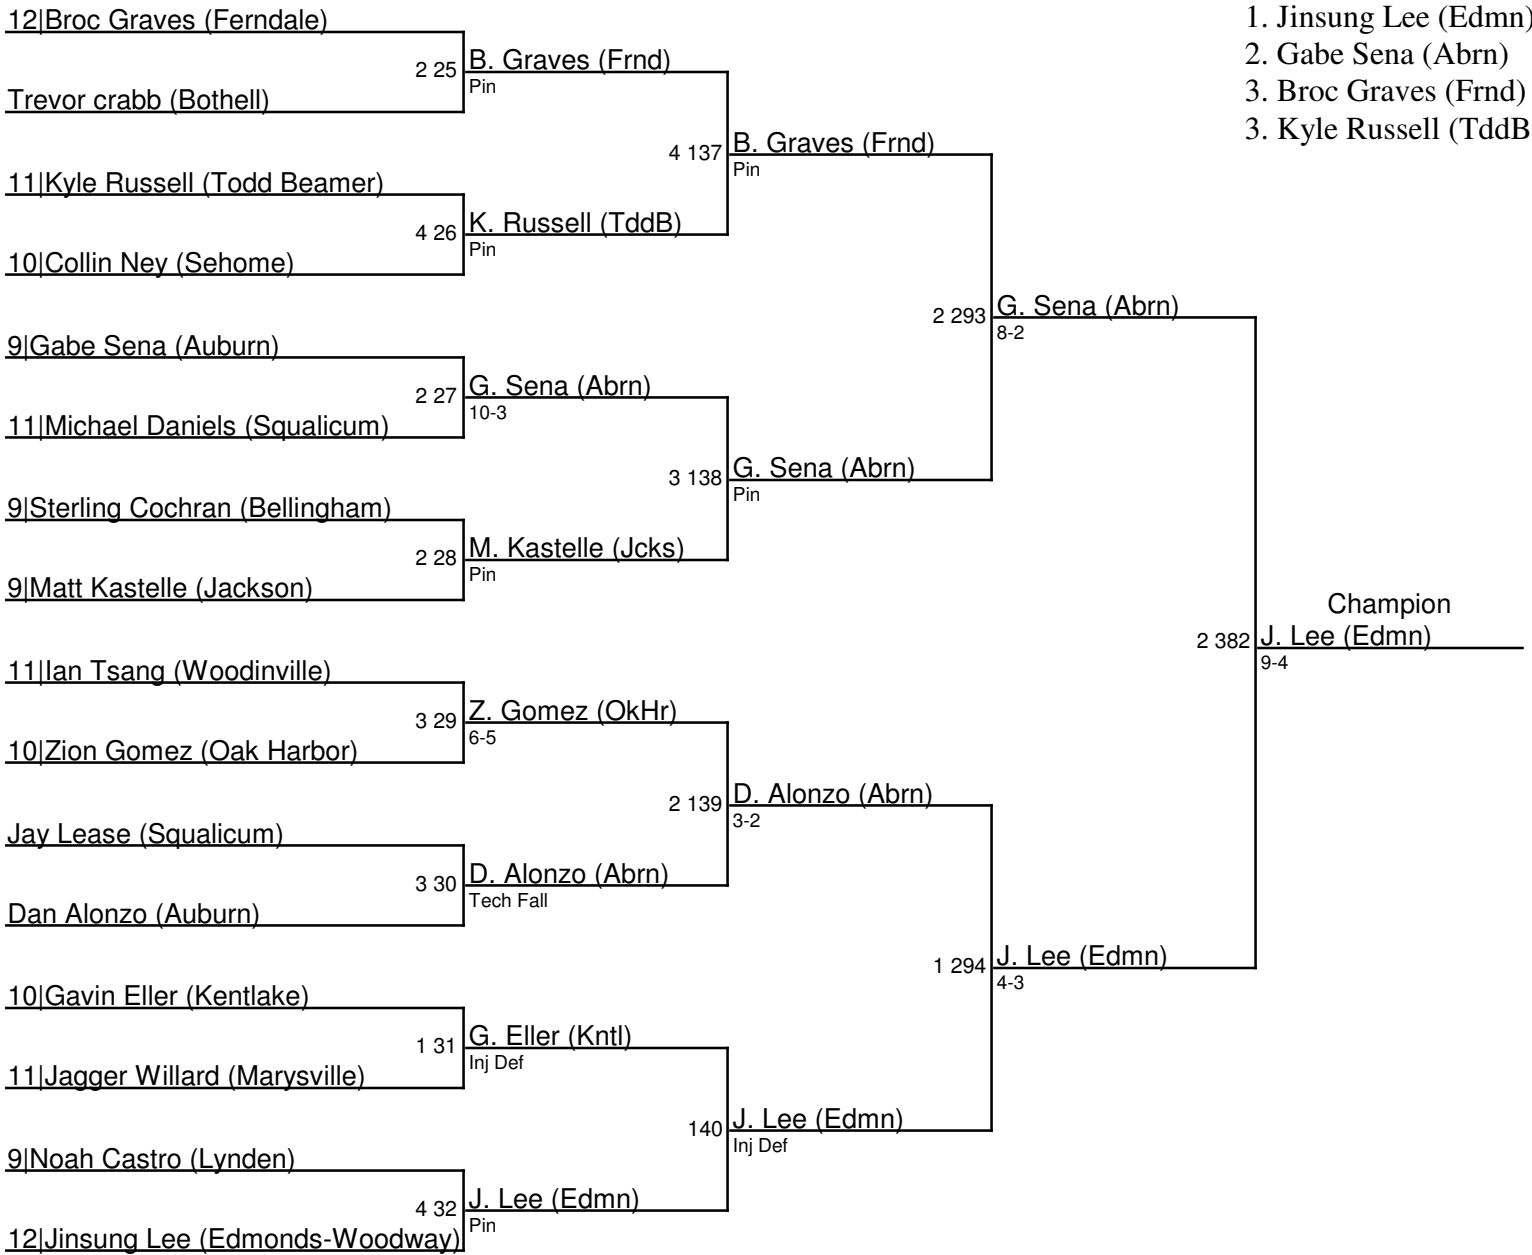 12|Broc Graves (Ferndale)
Trevor crabb (Bothell)
11|Kyle Russell (Todd Beamer)
10|Collin Ney (Sehome)
9|Gabe Sena (Auburn)
11|Michael Daniels (Squalicum)
9|Sterling Cochran (Bellingham)
9|Matt Kastelle (Jackson)
11|Ian Tsang (Woodinville)
10|Zion Gomez (Oak Harbor)
Jay Lease (Squalicum)
Dan Alonzo (Auburn)
10|Gavin Eller (Kentlake)
11|Jagger Willard (Marysville)
9|Noah Castro (Lynden)
12|Jinsung Lee (Edmonds-Woodway)
2 25 B. Graves (Frnd)
Pin
4 26 K. Russell (TddB)
Pin
2 27 G. Sena (Abrn)
10-3
2 28 M. Kastelle (Jcks)
Pin
3 29 Z. Gomez (OkHr)
6-5
3 30 D. Alonzo (Abrn)
Tech Fall
1 31 G. Eller (Kntl)
Inj Def
4 32 J. Lee (Edmn)
Pin
4 137 B. Graves (Frnd)
Pin
3 138 G. Sena (Abrn)
Pin
2 139 D. Alonzo (Abrn)
3-2
140 J. Lee (Edmn)
Inj Def
2 293 G. Sena (Abrn)
8-2
1 294 J. Lee (Edmn)
4-3
Champion
2 382 J. Lee (Edmn)
9-4
1. Jinsung Lee (Edmn)
2. Gabe Sena (Abrn)
3. Broc Graves (Frnd)
3. Kyle Russell (TddB